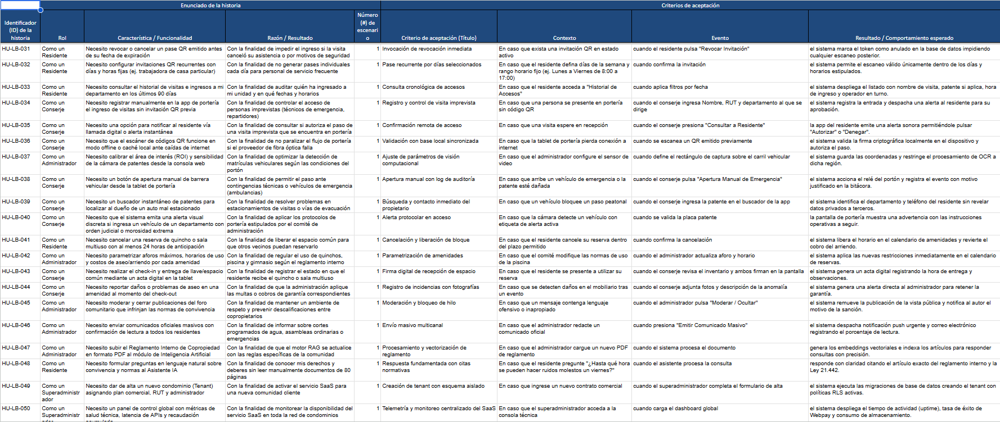 Enunciado de la historia
Criterios de aceptación
Identificador
(ID) de la
historia
Rol
Característica / Funcionalidad
Razón / Resultado
Número
(#) de
escenari
o
Criterio de aceptación (Título)
Contexto
Evento
Resultado / Comportamiento esperado
HU-LB-031
Como un
Residente
Necesito revocar o cancelar un pase QR emitido antes
de su fecha de expiración
Con la finalidad de impedir el ingreso si la visita
canceló su asistencia o por motivos de seguridad
1
Invocación de revocación inmediata
En caso que exista una invitación QR en estado
activo
cuando el residente pulsa "Revocar Invitación"
el sistema marca el token como anulado en la base de datos impidiendo
cualquier escaneo posterior.
HU-LB-032
Como un
Residente
Necesito configurar invitaciones QR recurrentes con
días y horas fijas (ej. trabajadora de casa particular)
Con la finalidad de no generar pases individuales
cada día para personal de servicio frecuente
1
Pase recurrente por días seleccionados
En caso que el residente defina días de la semana y
rango horario fijo (ej. Lunes a Viernes de 8:00 a
17:00)
cuando confirma la invitación
el sistema permite el escaneo válido únicamente dentro de los días y
horarios estipulados.
HU-LB-033
Como un
Residente
Necesito consultar el historial de visitas e ingresos a mi
departamento en los últimos 90 días
Con la finalidad de auditar quién ha ingresado a
mi unidad y en qué fechas y horarios
1
Consulta cronológica de accesos
En caso que el residente acceda a "Historial de
Accesos"
cuando aplica filtros por fecha
el sistema despliega el listado con nombre de visita, patente si aplica, hora
de ingreso y operador en turno.
HU-LB-034
Como un
Conserje
Necesito registrar manualmente en la app de portería
el ingreso de visitas sin invitación QR previa
Con la finalidad de controlar el acceso de
personas imprevistas (técnicos de emergencia,
repartidores)
1
Registro y control de visita imprevista
En caso que una persona se presente en portería
sin código QR
cuando el conserje ingresa Nombre, RUT y departamento al que se
dirige
el sistema registra la entrada y despacha una alerta al residente para su
aprobación.
HU-LB-035
Como un
Conserje
Necesito una opción para notificar al residente vía
llamada digital o alerta instantánea
Con la finalidad de consultar si autoriza el paso de
una visita imprevista que se encuentra en portería
1
Confirmación remota de acceso
En caso que una visita espere en recepción
cuando el conserje presiona "Consultar a Residente"
la app del residente emite una alerta sonora permitiéndole pulsar
"Autorizar" o "Denegar".
HU-LB-036
Como un
Conserje
Necesito que el escáner de códigos QR funcione en
modo offline o caché local ante caídas de internet
Con la finalidad de no paralizar el flujo de portería
si el proveedor de fibra óptica falla
1
Validación con base local sincronizada
En caso que la tablet de portería pierda conexión a
internet
cuando se escanea un QR emitido previamente
el sistema valida la firma criptográfica localmente en el dispositivo y
autoriza el paso.
HU-LB-037
Como un
Administrador
Necesito calibrar el área de interés (ROI) y sensibilidad
de la cámara de patentes desde la consola web
Con la finalidad de optimizar la detección de
matrículas vehiculares según las condiciones del
portón
1
Ajuste de parámetros de visión
computacional
En caso que el administrador configure el sensor de
video
cuando define el rectángulo de captura sobre el carril vehicular
el sistema guarda las coordenadas y restringe el procesamiento de OCR a
dicha región.
HU-LB-038
Como un
Conserje
Necesito un botón de apertura manual de barrera
vehicular desde la tablet de portería
Con la finalidad de permitir el paso ante
contingencias técnicas o vehículos de emergencia
(ambulancias)
1
Apertura manual con log de auditoría
En caso que arribe un vehículo de emergencia o la
patente esté dañada
cuando el conserje pulsa "Apertura Manual de Emergencia"
el sistema acciona el relé del portón y registra el evento con motivo
justificado en la bitácora.
HU-LB-039
Como un
Conserje
Necesito un buscador instantáneo de patentes para
localizar al dueño de un auto mal estacionado
Con la finalidad de resolver problemas en
estacionamientos de visitas o vías de evacuación
1
Búsqueda y contacto inmediato del
propietario
En caso que un vehículo bloquee un paso peatonal
cuando el conserje ingresa la patente en el buscador de la app
el sistema identifica el departamento y teléfono del residente sin revelar
datos privados a terceros.
HU-LB-040
Como un
Conserje
Necesito que el sistema emita una alerta visual
discreta si ingresa un vehículo de un departamento con
orden judicial o morosidad extrema
Con la finalidad de aplicar los protocolos de
portería estipulados por el comité de
administración
1
Alerta protocolar en acceso
En caso que la cámara detecte un vehículo con
etiqueta de alerta activa
cuando se valida la placa patente
la pantalla de portería muestra una advertencia con las instrucciones
operativas a seguir.
HU-LB-041
Como un
Residente
Necesito cancelar una reserva de quincho o sala
multiuso con al menos 24 horas de anticipación
Con la finalidad de liberar el espacio común para
que otros vecinos puedan reservarlo
1
Cancelación y liberación de bloque
En caso que el residente cancele su reserva dentro
del plazo permitido
cuando confirma la cancelación
el sistema libera el horario en el calendario de amenidades y revierte el
cobro del arriendo.
HU-LB-042
Como un
Administrador
Necesito parametrizar aforos máximos, horarios de uso
y costos de aseo/arriendo por cada amenidad
Con la finalidad de regular el uso de quinchos,
piscina y gimnasio según el reglamento interno
1
Parametrización de amenidades
En caso que el comité modifique las normas de uso
de la piscina
cuando el administrador actualiza aforo y horario
el sistema aplica las nuevas restricciones inmediatamente en el calendario
de reservas.
HU-LB-043
Como un
Conserje
Necesito realizar el check-in y entrega de llave/espacio
común mediante un acta digital en la tablet
Con la finalidad de registrar el estado en que el
residente recibe el quincho o sala multiuso
1
Firma digital de recepción de espacio
En caso que el residente se presente a utilizar su
reserva
cuando el conserje revisa el inventario y ambos firman en la pantalla
el sistema genera un acta digital registrando la hora de entrega y
observaciones.
HU-LB-044
Como un
Conserje
Necesito reportar daños o problemas de aseo en una
amenidad al momento del check-out
Con la finalidad de que la administración aplique
las multas o cobros de garantía correspondientes
1
Registro de incidencias con fotografías
En caso que se detecten daños en el mobiliario tras
un evento
cuando el conserje adjunta fotos y descripción de la anomalía
el sistema genera una alerta directa al administrador para retener la
garantía.
HU-LB-045
Como un
Administrador
Necesito moderar y cerrar publicaciones del foro
comunitario que infrinjan las normas de convivencia
Con la finalidad de mantener un ambiente de
respeto y prevenir descalificaciones entre
copropietarios
1
Moderación y bloqueo de hilo
En caso que un mensaje contenga lenguaje
ofensivo o inapropiado
cuando el administrador pulsa "Moderar / Ocultar"
el sistema remueve la publicación de la vista pública y notifica al autor el
motivo de la sanción.
HU-LB-046
Como un
Administrador
Necesito enviar comunicados oficiales masivos con
confirmación de lectura a todos los residentes
Con la finalidad de informar sobre cortes
programados de agua, asambleas ordinarias o
emergencias
1
Envío masivo multicanal
En caso que el administrador redacte un
comunicado oficial
cuando presiona "Emitir Comunicado Masivo"
el sistema despacha notificación push urgente y correo electrónico
registrando el porcentaje de lectura.
HU-LB-047
Como un
Administrador
Necesito subir el Reglamento Interno de Copropiedad
en formato PDF al módulo de Inteligencia Artificial
Con la finalidad de que el motor RAG se actualice
con las reglas específicas de la comunidad
1
Procesamiento y vectorización de
reglamento
En caso que el administrador cargue un nuevo PDF
de reglamento
cuando el sistema procesa el documento
genera los embeddings vectoriales e indexa los artículos para responder
consultas con precisión.
HU-LB-048
Como un
Residente
Necesito formular preguntas en lenguaje natural sobre
convivencia y normas al Asistente IA
Con la finalidad de conocer mis derechos y
deberes sin leer manualmente documentos de 80
páginas
1
Respuesta fundamentada con citas
normativas
En caso que el residente pregunte "¿Hasta qué hora
se pueden hacer ruidos molestos un viernes?"
cuando el asistente procesa la consulta
responde con claridad citando el artículo exacto del reglamento interno y la
Ley 21.442.
HU-LB-049
Como un
Superadministr
ador
Necesito dar de alta un nuevo condominio (Tenant)
asignando plan comercial, RUT y administrador
Con la finalidad de activar el servicio SaaS para
una nueva comunidad cliente
1
Creación de tenant con esquema aislado
En caso que ingrese un nuevo contrato comercial
cuando el superadministrador completa el formulario de alta
el sistema ejecuta las migraciones de base de datos creando el tenant con
políticas RLS activas.
HU-LB-050
Como un
Superadministr
Necesito un panel de control global con métricas de
salud técnica, latencia de APIs y recaudación
Con la finalidad de monitorear la disponibilidad del
servicio SaaS en toda la red de condominios
1
Telemetría y monitoreo centralizado del SaaS
En caso que el superadministrador acceda a la
consola técnica
cuando carga el dashboard global
el sistema despliega el tiempo de actividad (uptime), tasa de éxito de
Webpay y consumo de almacenamiento.